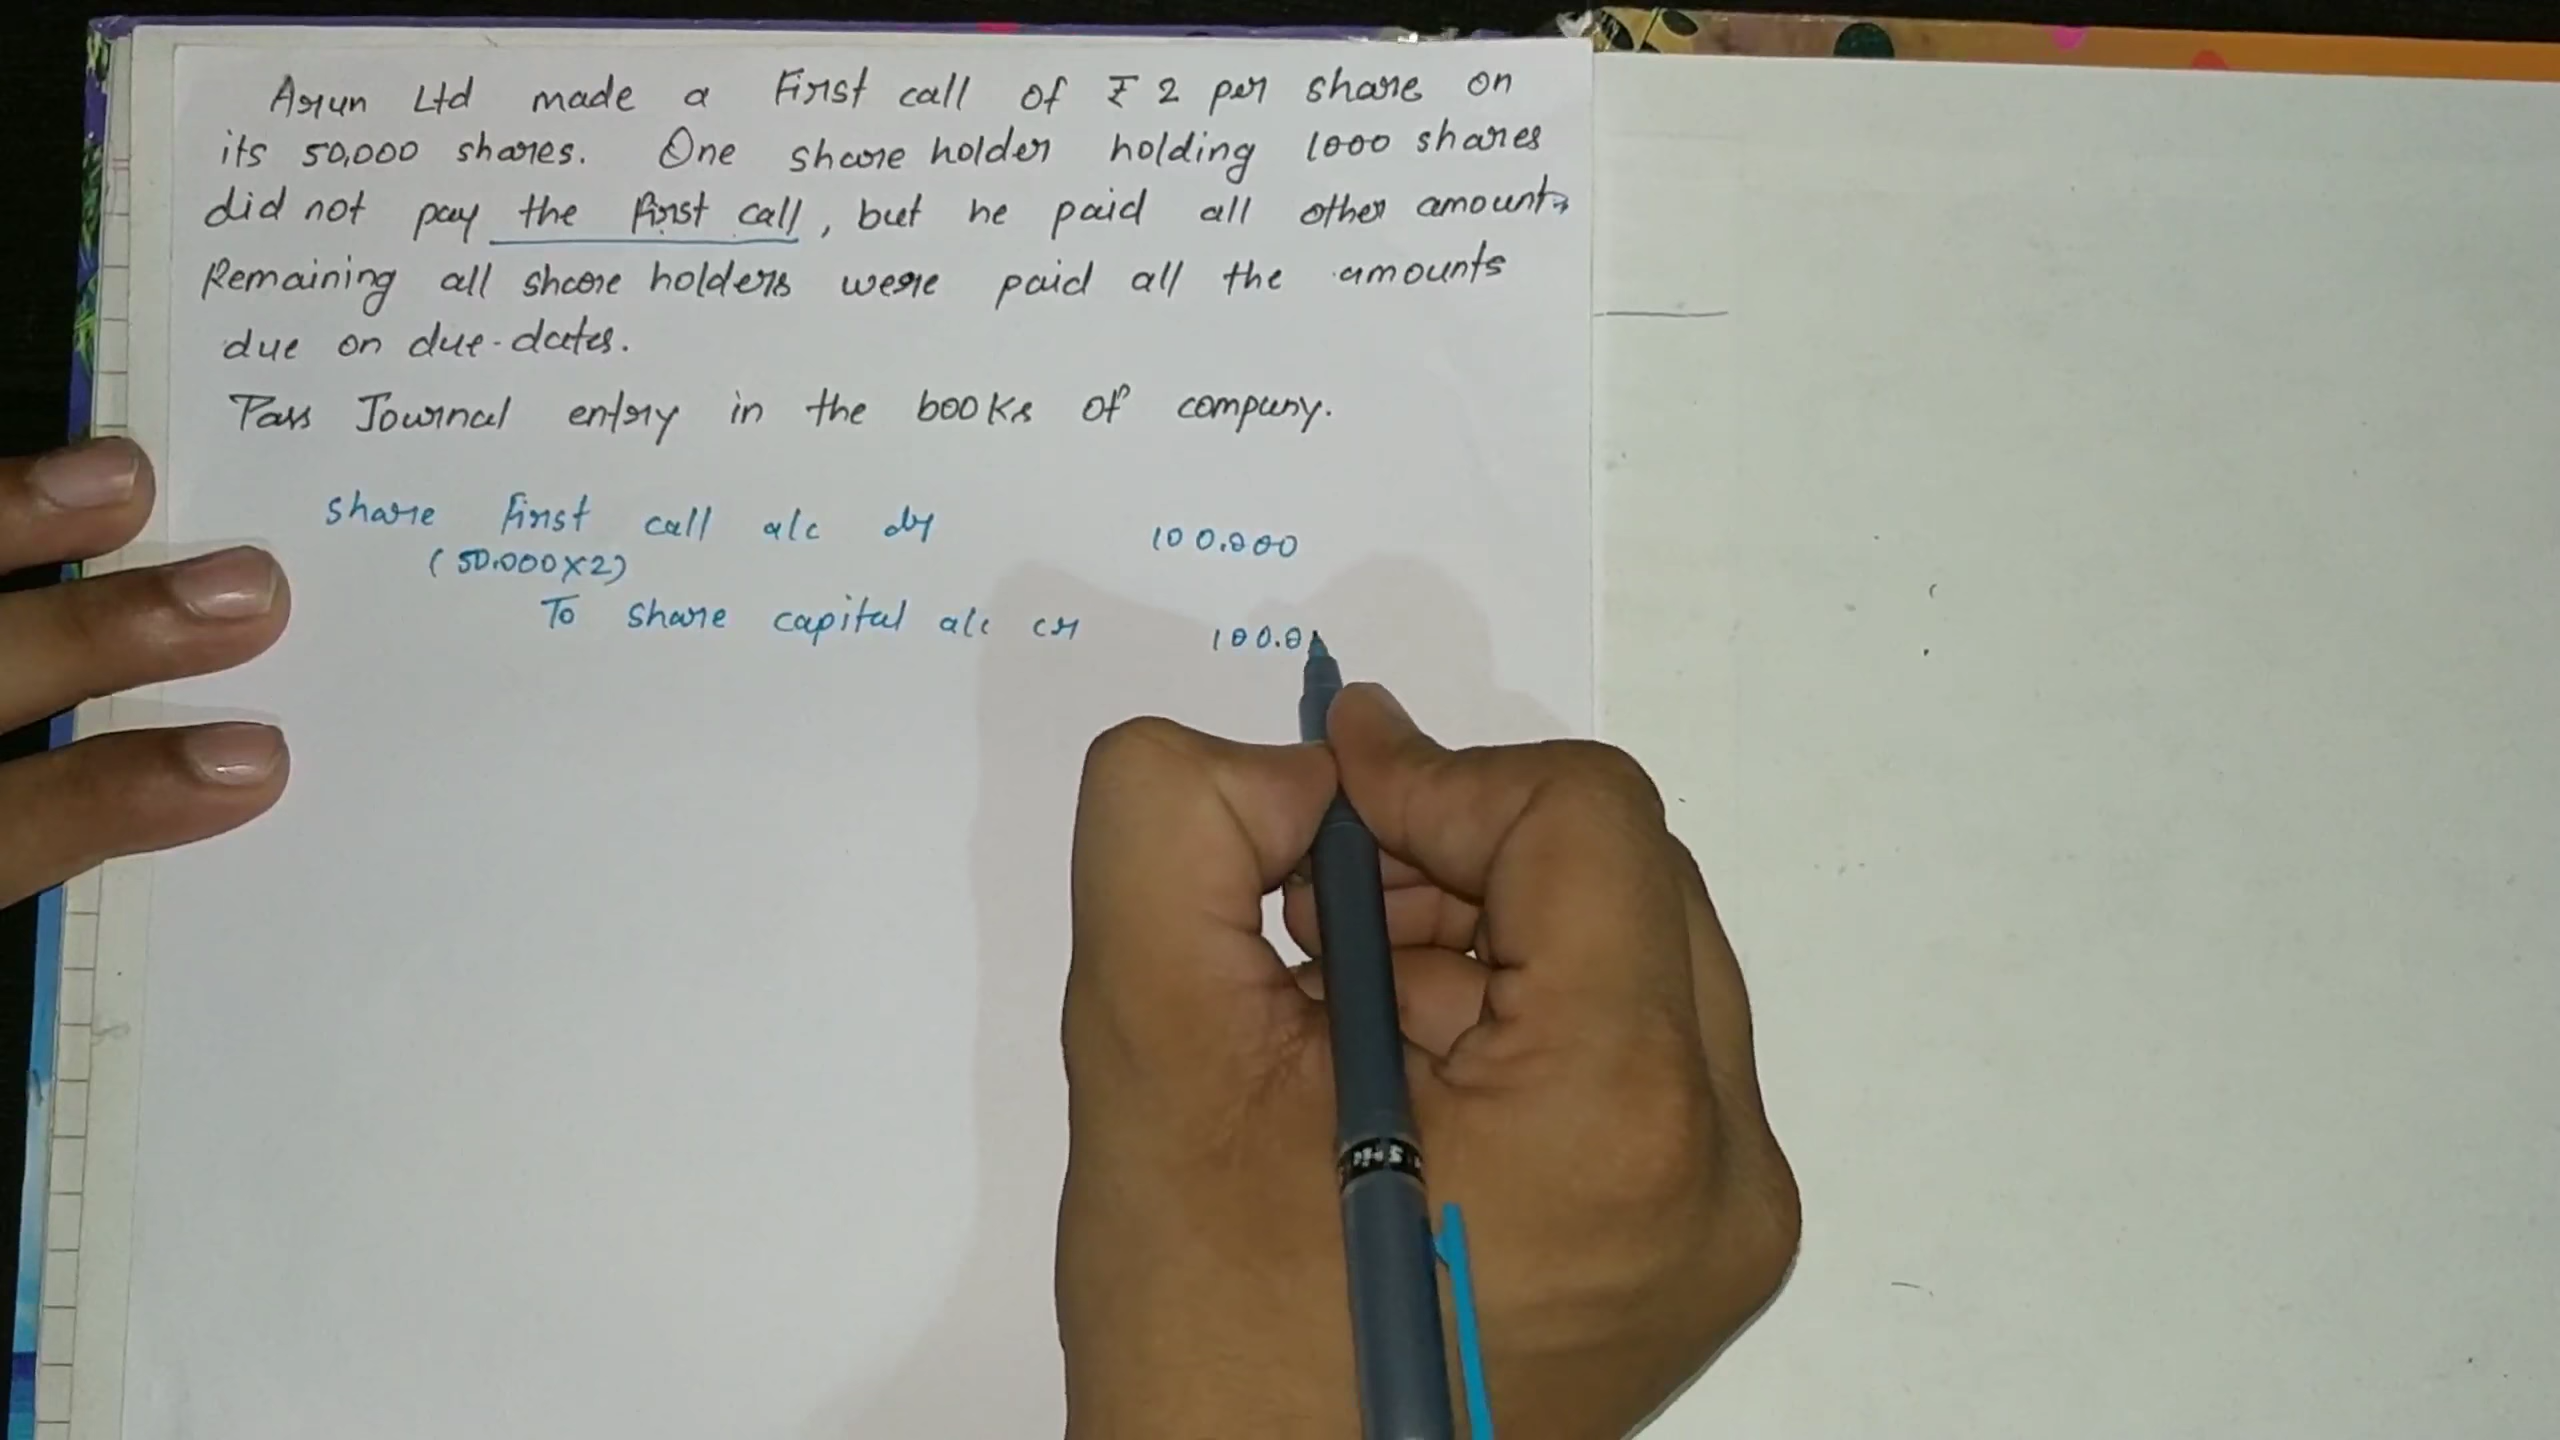 Arun Ltd made a First call of ₹ 2 per share on
its 50,000 shares. One share holder holding 1000 shares
did not pay the first call, but he paid all other amounts
Remaining all share holders were paid all the amounts
due on due-dates.
Pass Journal entry in the books of company.
share first call a/c dr 100.000
(50.000x2)
To share capital a/c cr 100.0